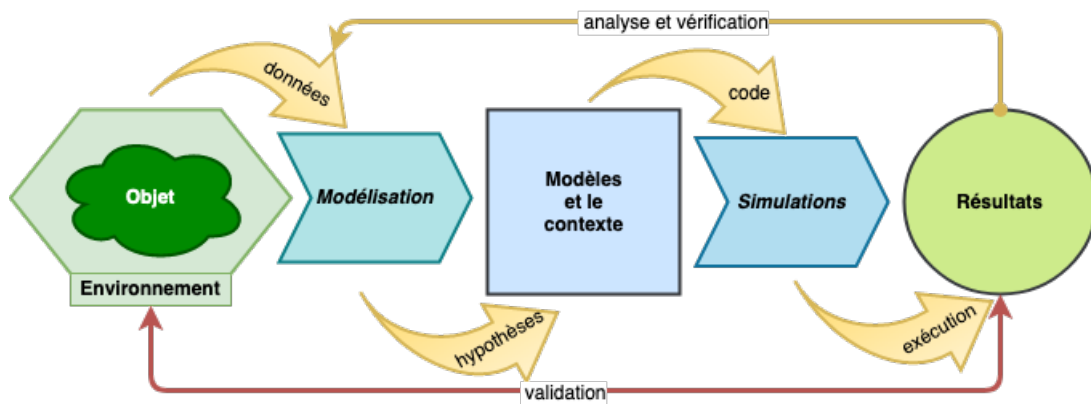 analyse et vérification
données
code
Objet
Modélisation
Modèles
et le
contexte
Simulations
Résultats
Environnement
hypothèses
exécution
validation